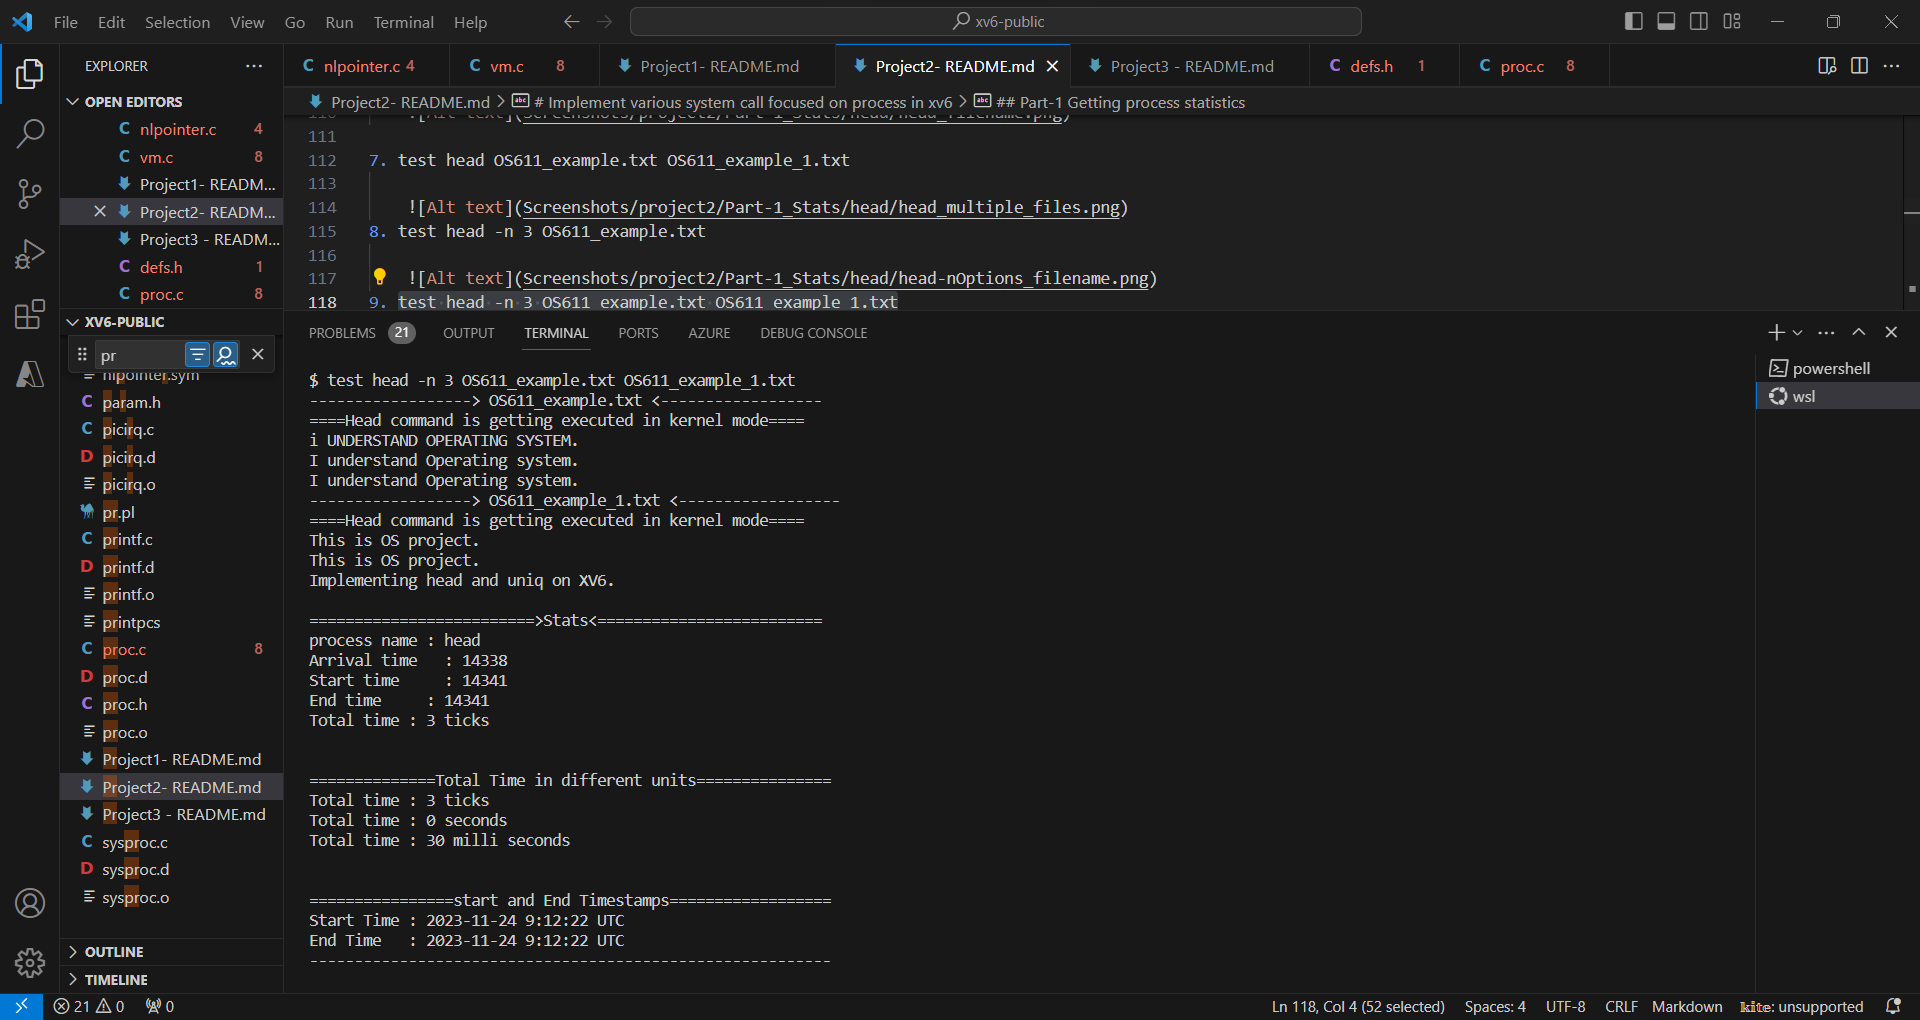 File Edit Selection View Go Run Terminal Help
xv6-public
EXPLORER
OPEN EDITORS
nlpointer.c 4
vm.c 8
Project1- READM...
Project2- READM...
Project3 - READM...
defs.h 1
proc.c 8
XV6-PUBLIC
pr
nlpointer.sym
param.h
picirq.c
picirq.d
picirq.o
pr.pl
printf.c
printf.d
printf.o
printpcs
proc.c 8
proc.d
proc.h
proc.o
Project1- README.md
Project2- README.md
Project3 - README.md
sysproc.c
sysproc.d
sysproc.o
OUTLINE
TIMELINE
nlpointer.c 4 vm.c 8 Project1- README.md Project2- README.md Project3 - README.md defs.h 1 proc.c 8
Project2- README.md > # Implement various system call focused on process in xv6 > ## Part-1 Getting process statistics
110 ![Alt text](Screenshots/project2/Part-1_Stats/head/head_filename.png)
111
112 7. test head OS611_example.txt OS611_example_1.txt
113
114 ![Alt text](Screenshots/project2/Part-1_Stats/head/head_multiple_files.png)
115 8. test head -n 3 OS611_example.txt
116
117 ![Alt text](Screenshots/project2/Part-1_Stats/head/head-nOptions_filename.png)
118 9. test head -n 3 OS611_example.txt OS611_example_1.txt
PROBLEMS 21 OUTPUT TERMINAL PORTS AZURE DEBUG CONSOLE
powershell
wsl
$ test head -n 3 OS611_example.txt OS611_example_1.txt
------------------> OS611_example.txt <------------------
====Head command is getting executed in kernel mode====
i UNDERSTAND OPERATING SYSTEM.
I understand Operating system.
I understand Operating system.
------------------> OS611_example_1.txt <------------------
====Head command is getting executed in kernel mode====
This is OS project.
This is OS project.
Implementing head and uniq on XV6.
=========================>Stats<=========================
process name : head
Arrival time   : 14338
Start time     : 14341
End time     : 14341
Total time : 3 ticks
==============Total Time in different units===============
Total time : 3 ticks
Total time : 0 seconds
Total time : 30 milli seconds
================start and End Timestamps==================
Start Time : 2023-11-24 9:12:22 UTC
End Time   : 2023-11-24 9:12:22 UTC
----------------------------------------------------------
21 0 0 Ln 118, Col 4 (52 selected) Spaces: 4 UTF-8 CRLF Markdown kite: unsupported